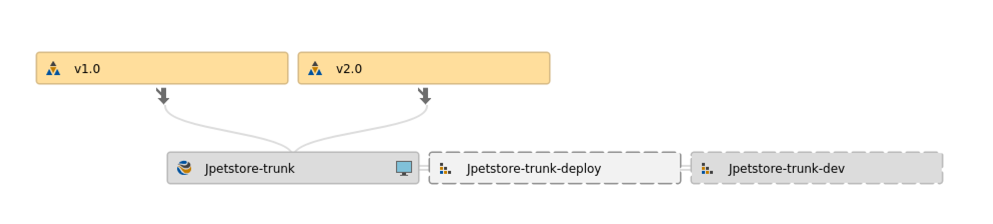 v1.0
v2.0
Jpetstore-trunk
Jpetstore-trunk-deploy
Jpetstore-trunk-dev